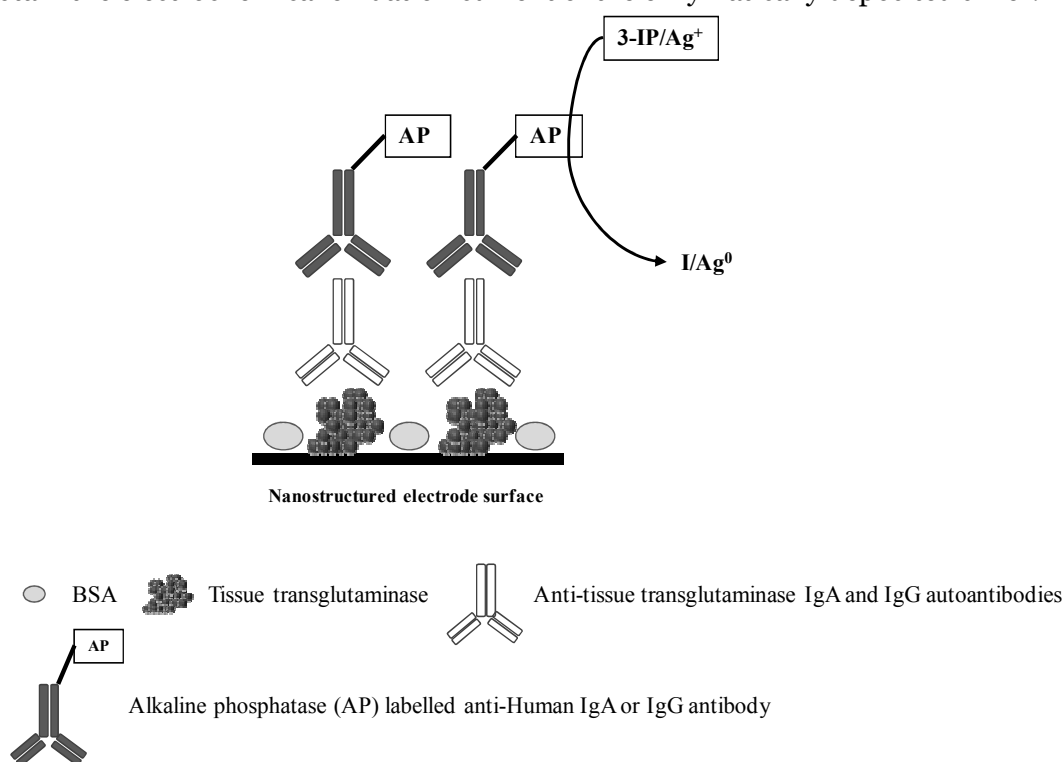 3-IP/Ag⁺
AP AP
I/Ag⁰
Nanostructured electrode surface
BSA Tissue transglutaminase Anti-tissue transglutaminase IgA and IgG autoantibodies
AP
Alkaline phosphatase (AP) labelled anti-Human IgA or IgG antibody